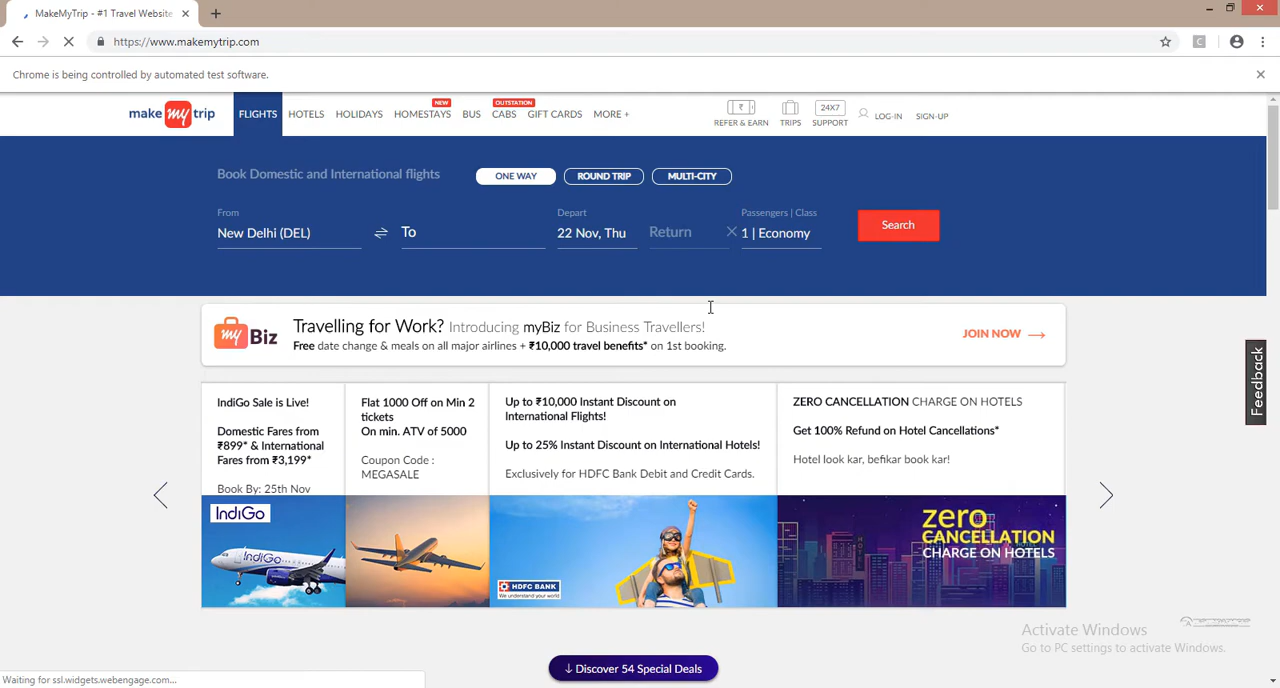 MakeMyTrip - #1 Travel Website
https://www.makemytrip.com
Chrome is being controlled by automated test software.
make my trip
FLIGHTS
HOTELS
HOLIDAYS
NEW
HOMESTAYS
BUS
OUTSTATION
CABS
GIFT CARDS
MORE +
REFER & EARN
TRIPS
24X7
SUPPORT
LOG-IN
SIGN-UP
Book Domestic and International flights
ONE WAY
ROUND TRIP
MULTI-CITY
From
New Delhi (DEL)
To
Depart
22 Nov, Thu
Return
Passengers | Class
1 | Economy
Search
my Biz
Travelling for Work? Introducing myBiz for Business Travellers!
Free date change & meals on all major airlines + ₹10,000 travel benefits* on 1st booking.
JOIN NOW
Feedback
IndiGo Sale is Live!
Domestic Fares from
₹899* & International
Fares from ₹3,199*
Book By: 25th Nov
IndiGo
IndiGo
Flat 1000 Off on Min 2
tickets
On min. ATV of 5000
Coupon Code :
MEGASALE
Up to ₹10,000 Instant Discount on
International Flights!
Up to 25% Instant Discount on International Hotels!
Exclusively for HDFC Bank Debit and Credit Cards.
HDFC BANK
We understand your world
ZERO CANCELLATION CHARGE ON HOTELS
Get 100% Refund on Hotel Cancellations*
Hotel look kar, befikar book kar!
HOTEL
zero
CANCELLATION
CHARGE ON HOTELS
Discover 54 Special Deals
Activate Windows
Go to PC settings to activate Windows.
Waiting for ssl.widgets.webengage.com...